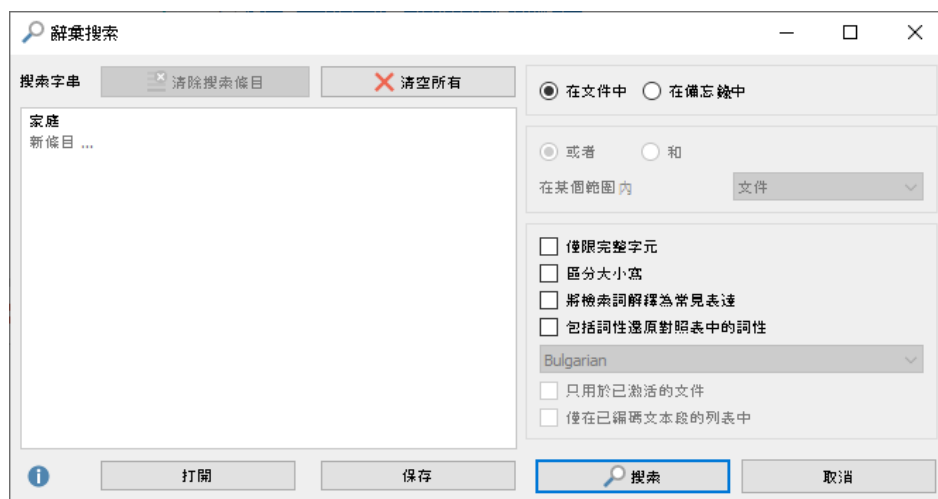 辭彙搜索
搜索字串
清除搜索條目
清空所有
家庭
新條目 ...
在文件中
在備忘錄中
或者
和
在某個範圍內
文件
僅限完整字元
區分大小寫
將檢索詞解釋為常見表達
包括詞性還原對照表中的詞性
Bulgarian
只用於已激活的文件
僅在已編碼文本段的列表中
打開
保存
搜索
取消